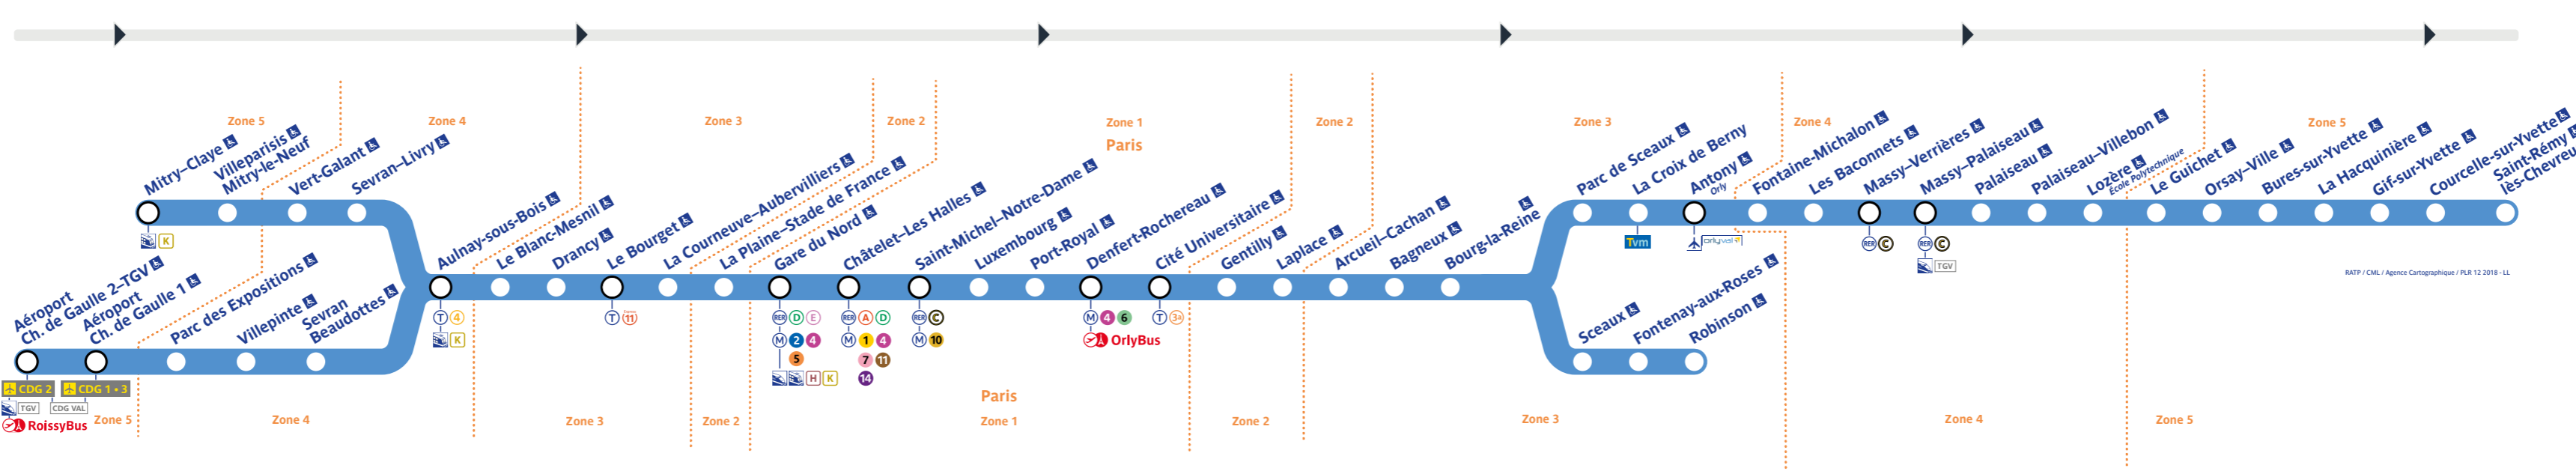 Zone 5
Zone 4
Zone 3
Zone 2
Zone 1
Paris
Zone 2
Zone 3
Zone 4
Zone 5
Mitry–Claye
Villeparisis
Mitry-le-Neuf
Vert-Galant
Sevran–Livry
K
Aéroport
Ch. de Gaulle 2–TGV
Aéroport
Ch. de Gaulle 1
Parc des Expositions
Villepinte
Sevran
Beaudottes
CDG 2
CDG 1 • 3
TGV
CDG VAL
RoissyBus
Aulnay-sous-Bois
T 4
K
Le Blanc-Mesnil
Drancy
Le Bourget
T 11
La Courneuve–Aubervilliers
La Plaine–Stade de France
Gare du Nord
RER D E
M 2 4
5
H K
Châtelet–Les Halles
RER A D
M 1 4
7 11
14
Saint-Michel–Notre-Dame
RER C
M 10
Luxembourg
Port-Royal
Denfert-Rochereau
M 4 6
OrlyBus
Cité Universitaire
T 3a
Gentilly
Laplace
Arcueil–Cachan
Bagneux
Bourg-la-Reine
Parc de Sceaux
La Croix de Berny
Tvm
Antony
Orly
orlyval
Fontaine-Michalon
Les Baconnets
Massy–Verrières
RER C
Massy–Palaiseau
RER C
TGV
Palaiseau
Palaiseau–Villebon
Lozère
École Polytechnique
Le Guichet
Orsay–Ville
Bures-sur-Yvette
La Hacquinière
Gif-sur-Yvette
Courcelle-sur-Yvette
Saint-Rémy
lès-Chevreu
Sceaux
Fontenay-aux-Roses
Robinson
RATP / CML / Agence Cartographique / PLR 12 2018 - LL
Zone 5
Zone 4
Zone 3
Zone 2
Paris
Zone 1
Zone 2
Zone 3
Zone 4
Zone 5